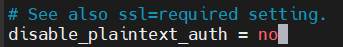 # See also ssl=required setting.
disable_plaintext_auth = no